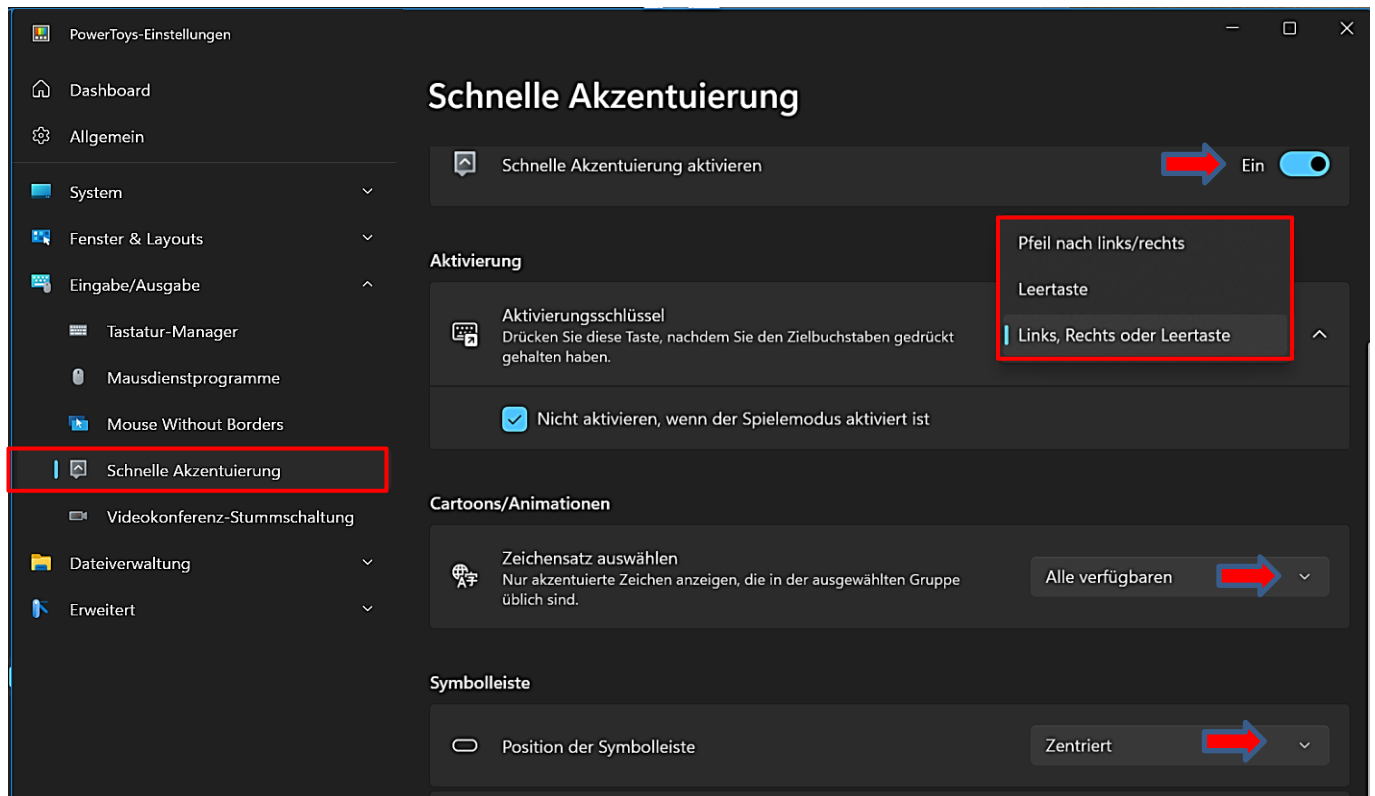 PowerToys-Einstellungen
Dashboard
Allgemein
System
Fenster & Layouts
Eingabe/Ausgabe
Tastatur-Manager
Mausdienstprogramme
Mouse Without Borders
Schnelle Akzentuierung
Videokonferenz-Stummschaltung
Dateiverwaltung
Erweitert
Schnelle Akzentuierung
Schnelle Akzentuierung aktivieren
Ein
Aktivierung
Aktivierungsschlüssel
Drücken Sie diese Taste, nachdem Sie den Zielbuchstaben gedrückt
gehalten haben.
Pfeil nach links/rechts
Leertaste
Links, Rechts oder Leertaste
Nicht aktivieren, wenn der Spielemodus aktiviert ist
Cartoons/Animationen
Zeichensatz auswählen
Nur akzentuierte Zeichen anzeigen, die in der ausgewählten Gruppe
üblich sind.
Alle verfügbaren
Symbolleiste
Position der Symbolleiste
Zentriert